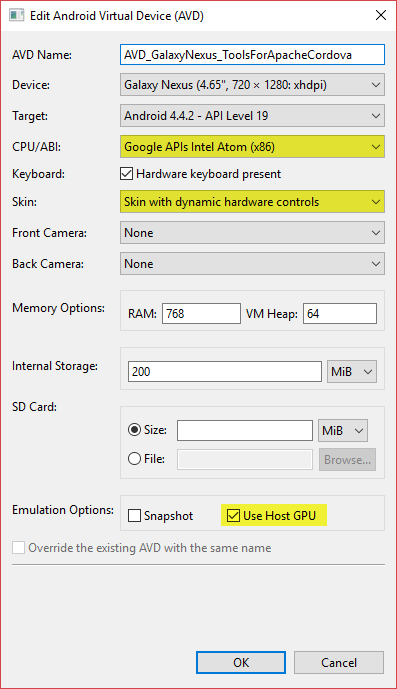 Edit Android Virtual Device (AVD)
AVD Name: AVD_GalaxyNexus_ToolsForApacheCordova
Device: Galaxy Nexus (4.65", 720 × 1280: xhdpi)
Target: Android 4.4.2 - API Level 19
CPU/ABI: Google APIs Intel Atom (x86)
Keyboard: Hardware keyboard present
Skin: Skin with dynamic hardware controls
Front Camera: None
Back Camera: None
Memory Options: RAM: 768 VM Heap: 64
Internal Storage: 200 MiB
SD Card:
Size: MiB
File: Browse...
Emulation Options: Snapshot Use Host GPU
Override the existing AVD with the same name
OK Cancel